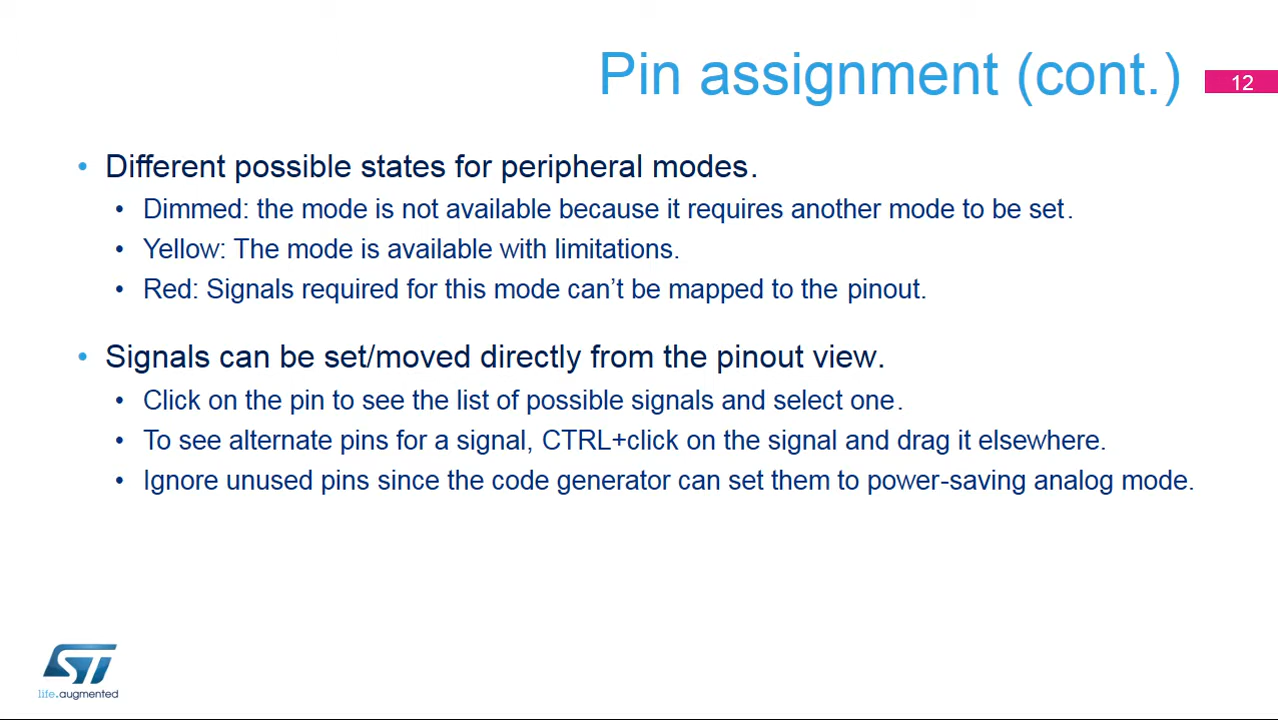 Pin assignment (cont.)
12
• Different possible states for peripheral modes.
• Dimmed: the mode is not available because it requires another mode to be set.
• Yellow: The mode is available with limitations.
• Red: Signals required for this mode can’t be mapped to the pinout.
• Signals can be set/moved directly from the pinout view.
• Click on the pin to see the list of possible signals and select one.
• To see alternate pins for a signal, CTRL+click on the signal and drag it elsewhere.
• Ignore unused pins since the code generator can set them to power-saving analog mode.
ST
life.augmented